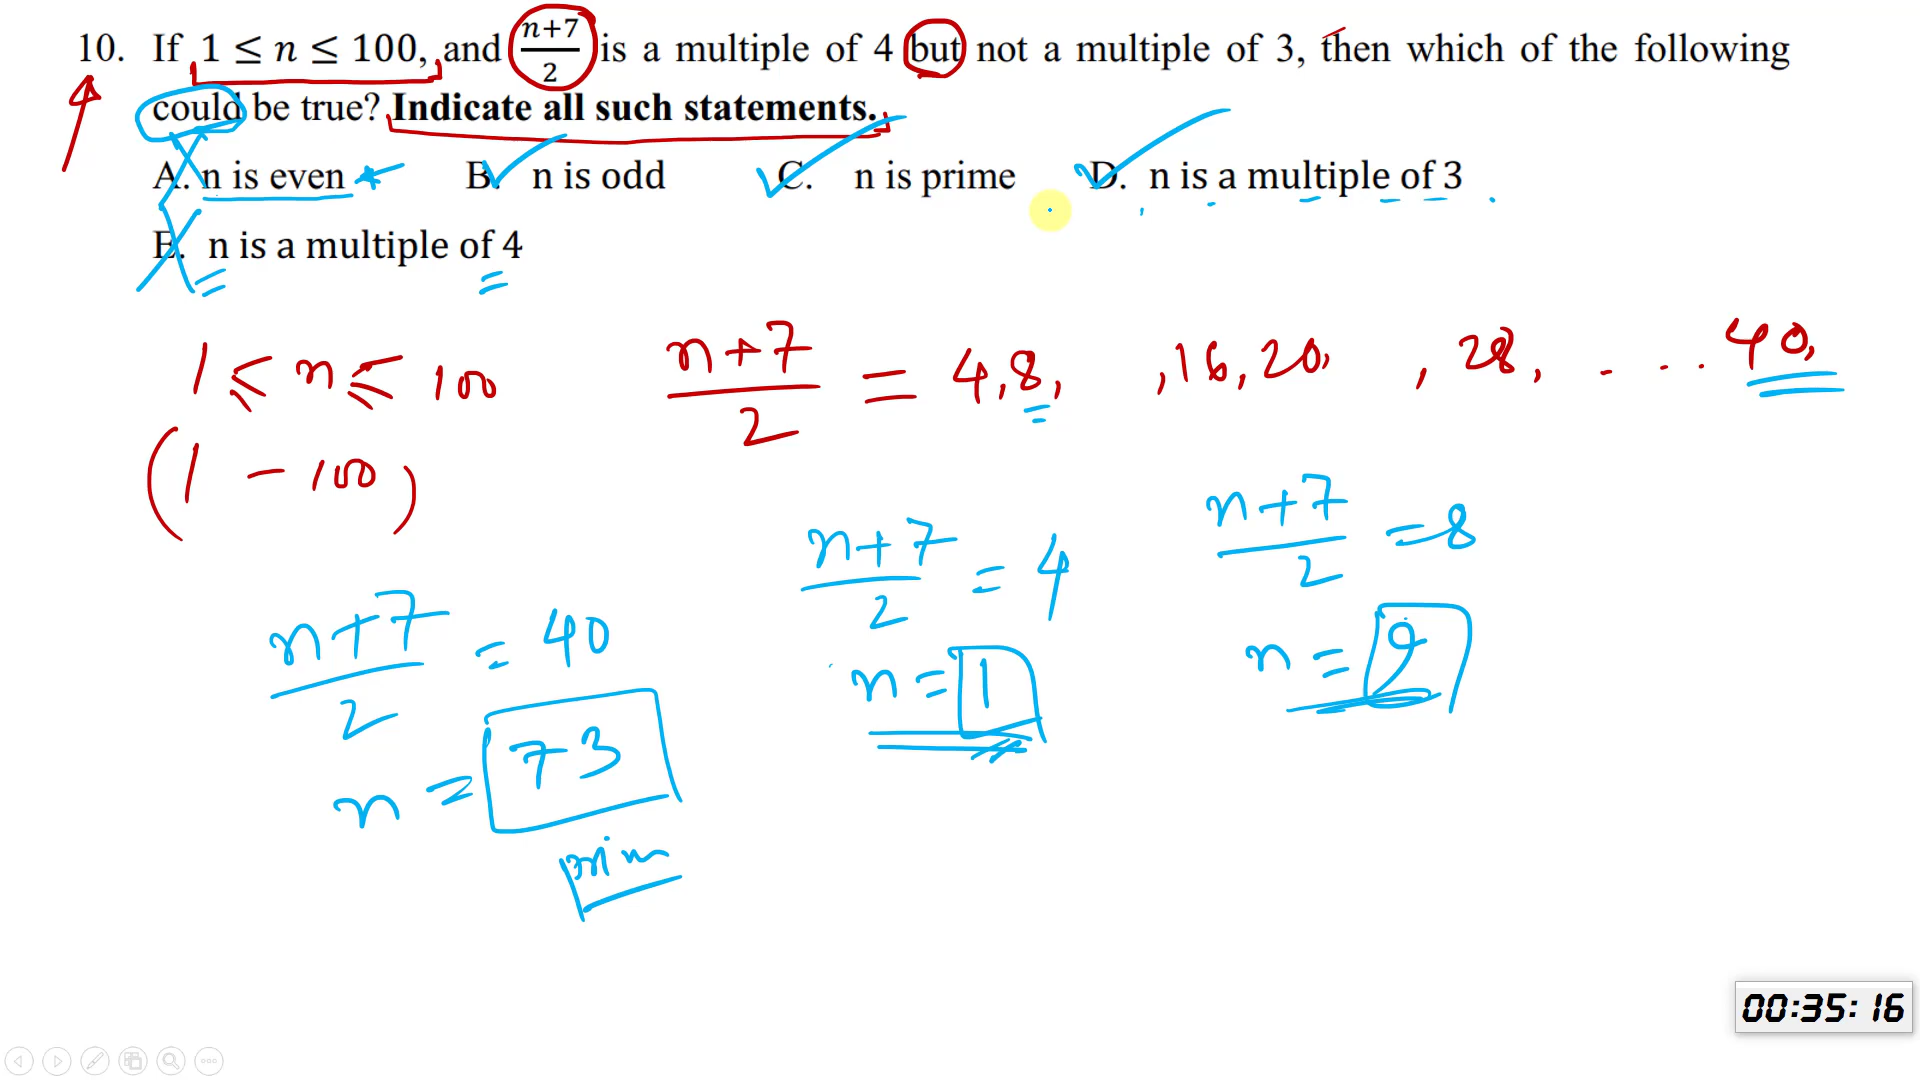 10. If 1 ≤ n ≤ 100, and (n+7)/2 is a multiple of 4 but not a multiple of 3, then which of the following
could be true? Indicate all such statements.
A. n is even B. n is odd C. n is prime D. n is a multiple of 3
E. n is a multiple of 4
1 ≤ n ≤ 100
(n+7)/2 = 4, 8, , 16, 20, , 28, . . . . 40,
(1 – 100)
(n+7)/2 = 40
n = 73
(n+7)/2 = 4
n = 1
(n+7)/2 = 8
n = 9
00:35:16